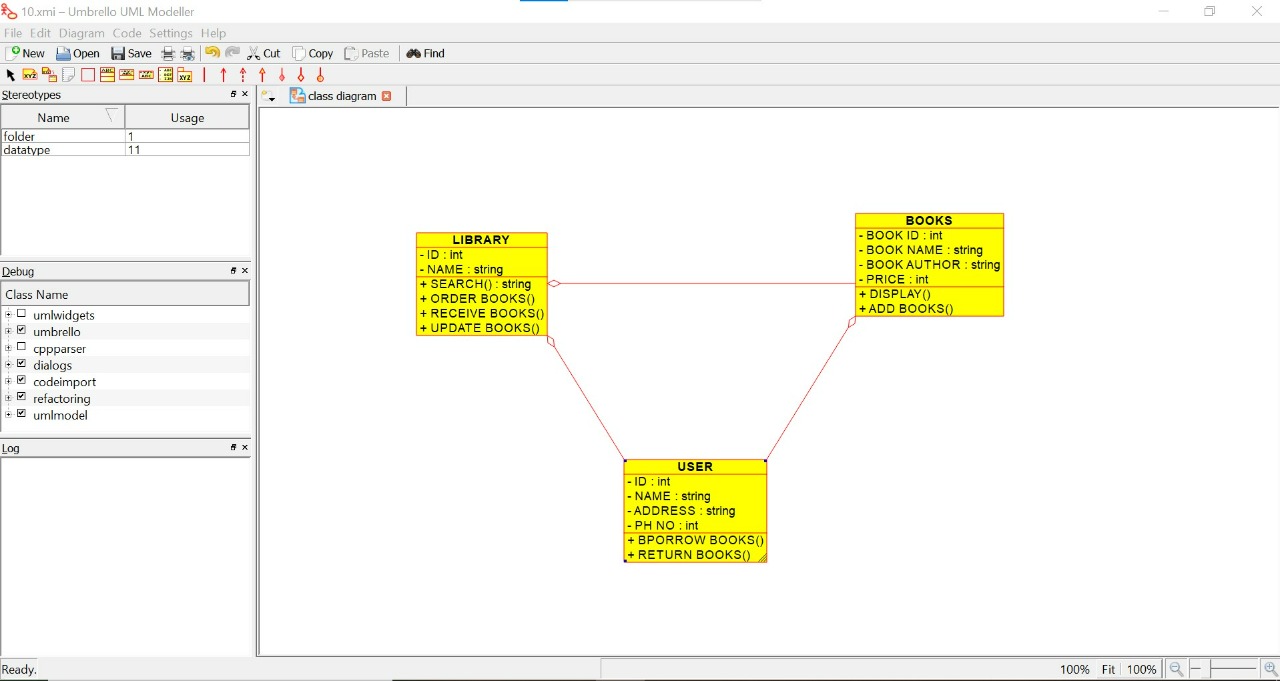 10.xmi – Umbrello UML Modeller
File Edit Diagram Code Settings Help
New Open Save Cut Copy Paste Find
Stereotypes
class diagram
Name Usage
folder 1
datatype 11
Debug
Class Name
umlwidgets
umbrello
cppparser
dialogs
codeimport
refactoring
umlmodel
Log
LIBRARY
- ID : int
- NAME : string
+ SEARCH() : string
+ ORDER BOOKS()
+ RECEIVE BOOKS()
+ UPDATE BOOKS()
BOOKS
- BOOK ID : int
- BOOK NAME : string
- BOOK AUTHOR : string
- PRICE : int
+ DISPLAY()
+ ADD BOOKS()
USER
- ID : int
- NAME : string
- ADDRESS : string
- PH NO : int
+ BPORROW BOOKS()
+ RETURN BOOKS()
Ready.
100% Fit 100%